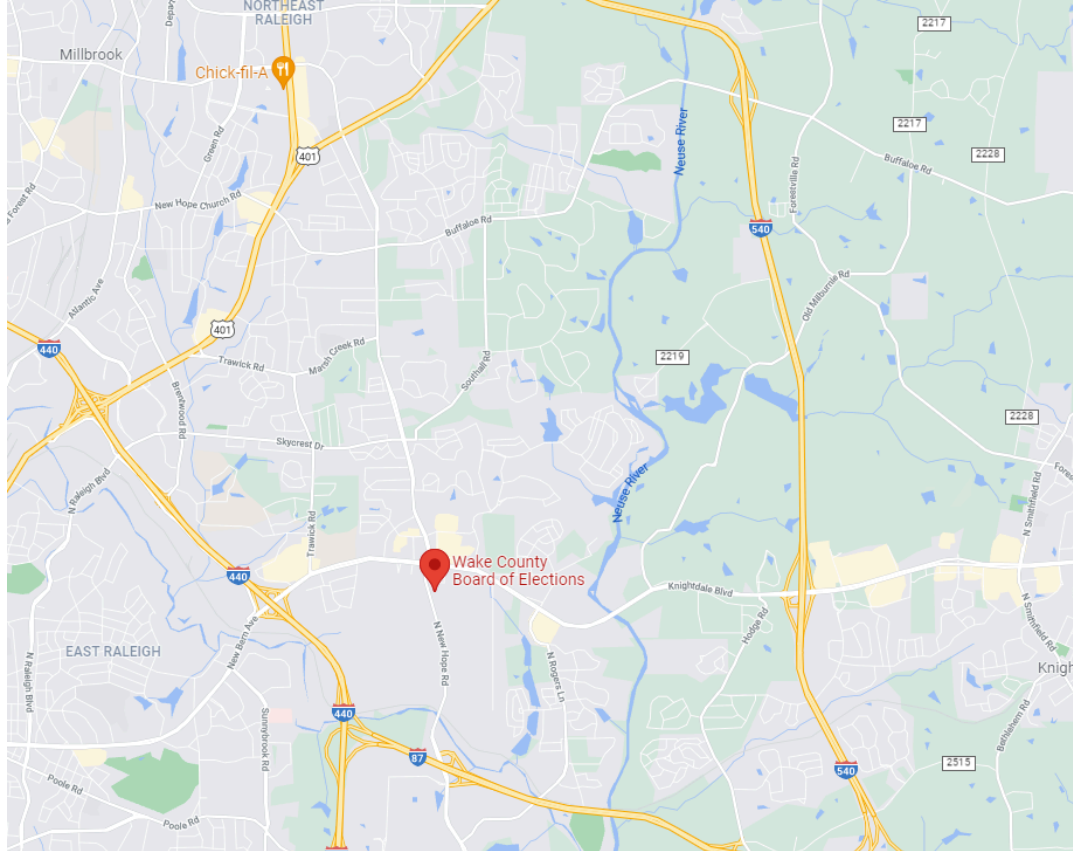 NORTHEAST
RALEIGH
2217
Millbrook
Chick-fil-A
Green Rd
401
Neuse River
2217
2228
Buffaloe Rd
Forestville Rd
New Hope Church Rd
Buffaloe Rd
540
Atlantic Ave
Old Milburnie Rd
401
440
Marsh Creek Rd
Trawick Rd
Southall Rd
2219
Brentwood Rd
2228
Skycrest Dr
N Raleigh Blvd
Neuse River
N Smithfield Rd
Trawick Rd
Wake County
Board of Elections
440
Knightdale Blvd
Hodge Rd
N Smithfield Rd
New Bern Ave
EAST RALEIGH
N New Hope Rd
N Rogers Ln
N Raleigh Blvd
Knigh
Bethlehem Rd
440
Sunnybrook Rd
87
540
2515
Poole Rd
Poole Rd